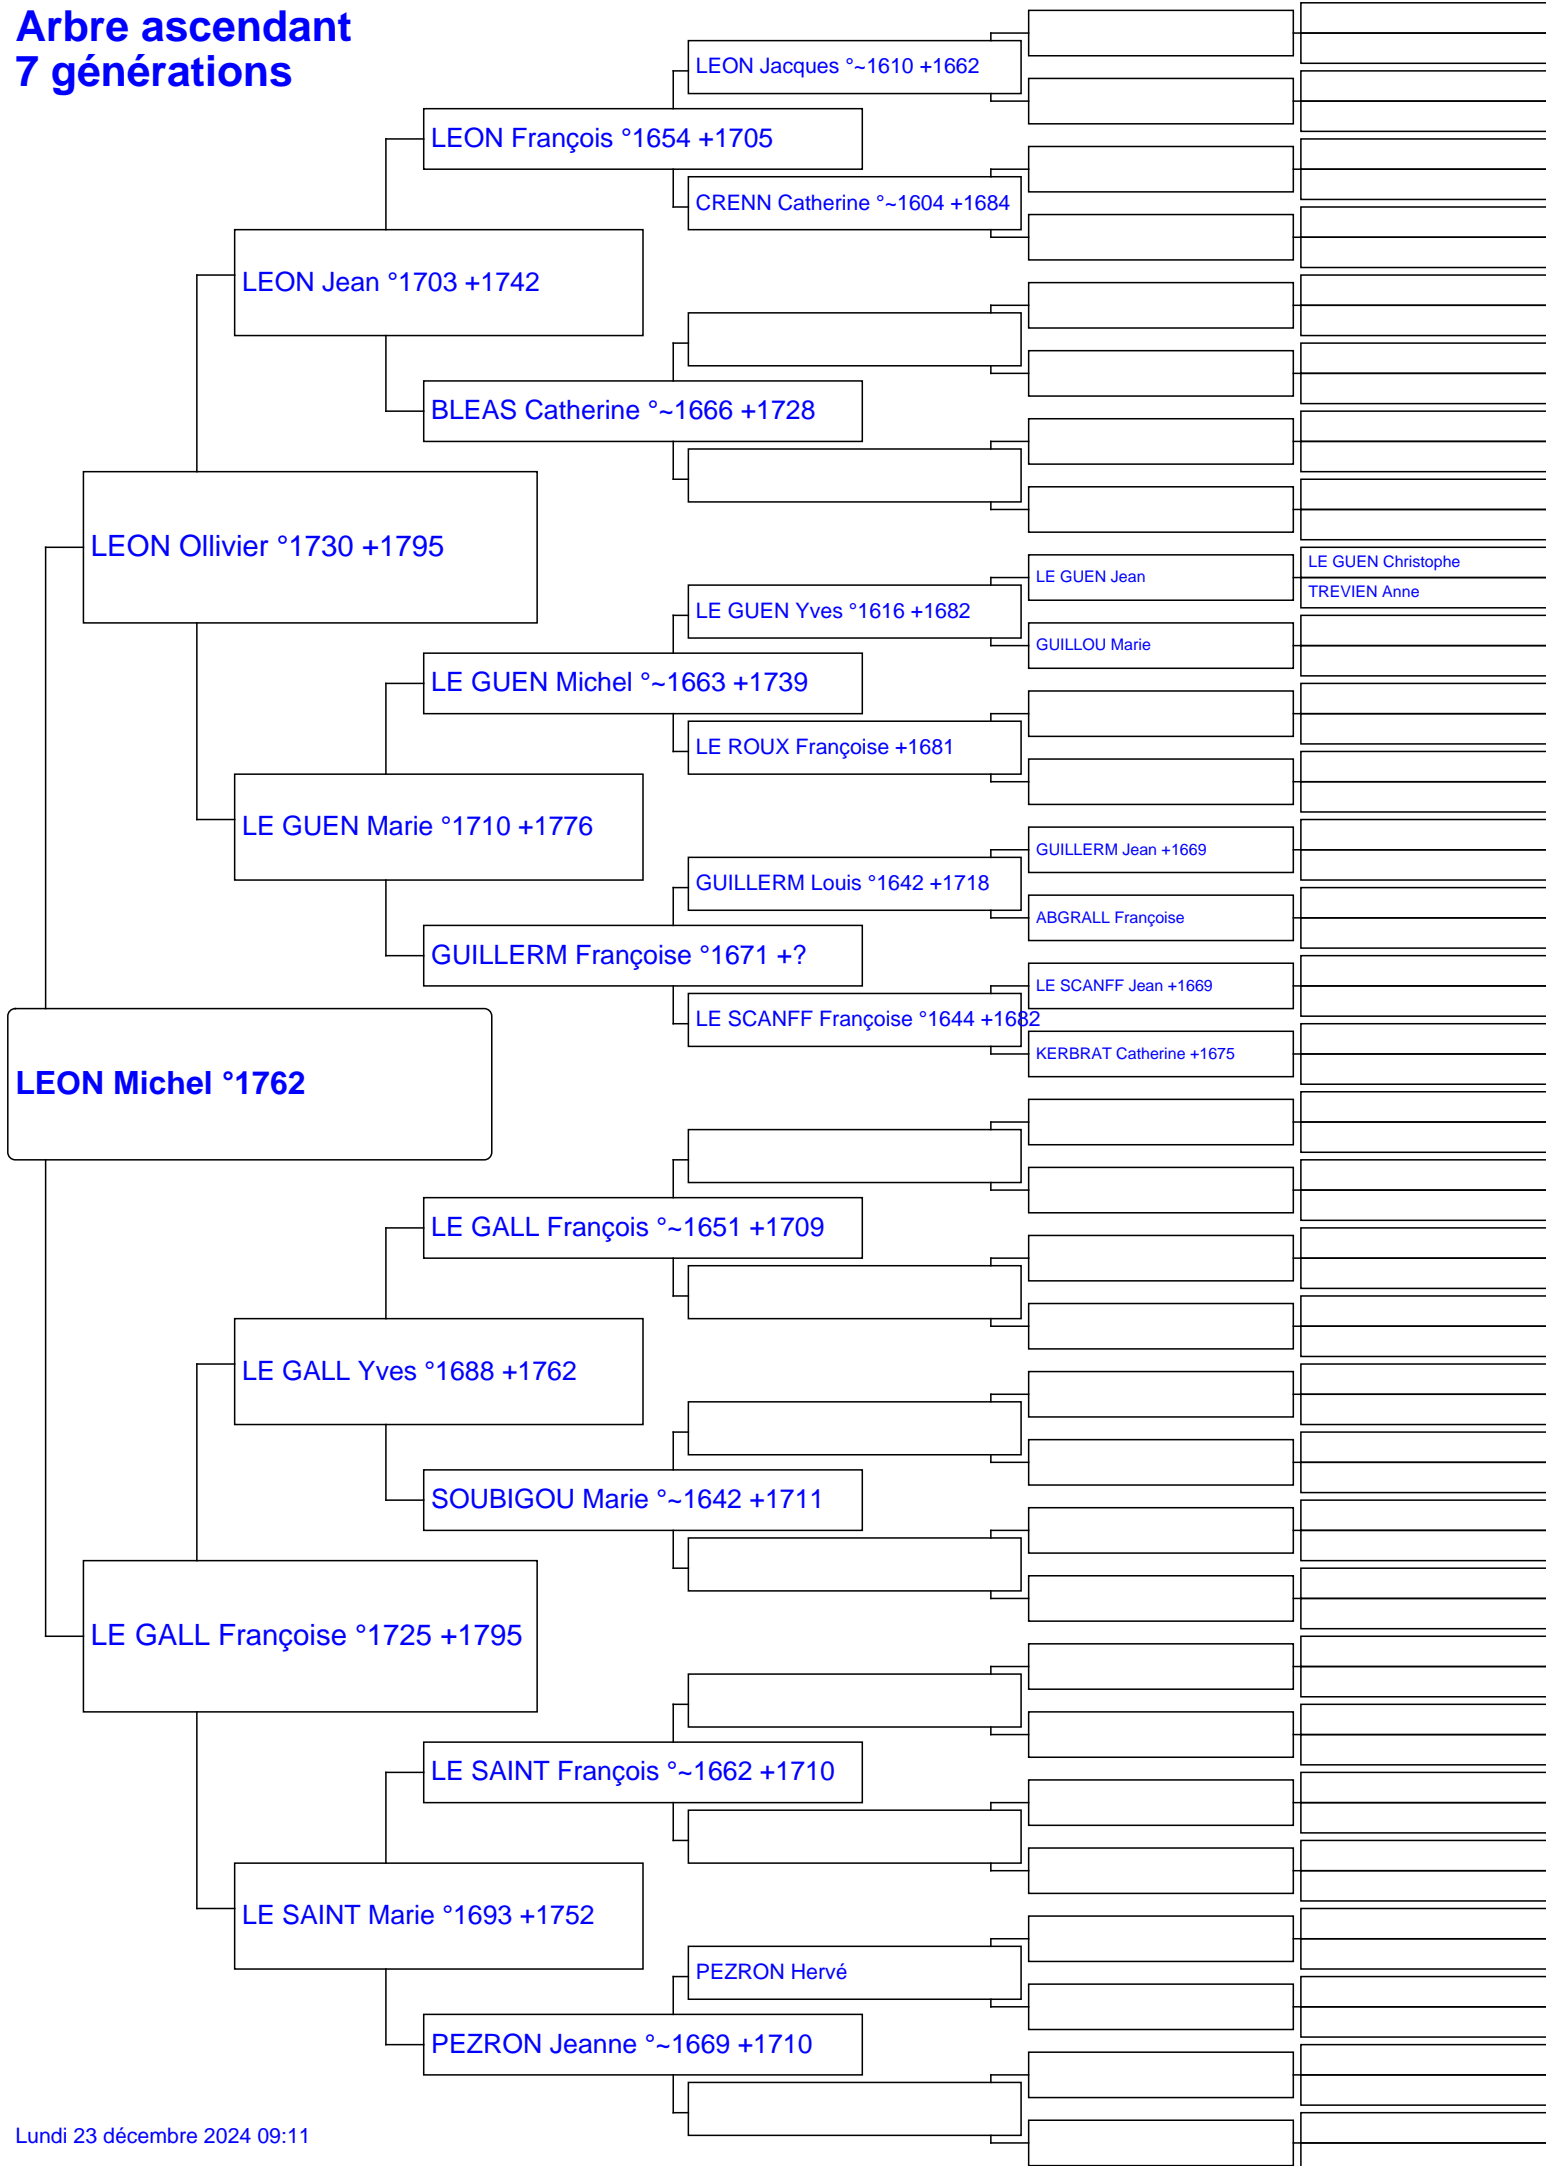 Arbre ascendant
7 générations
LEON Jacques °~1610 +1662
LEON François °1654 +1705
CRENN Catherine °~1604 +1684
LEON Jean °1703 +1742
BLEAS Catherine °~1666 +1728
LEON Ollivier °1730 +1795
LE GUEN Christophe
LE GUEN Jean
TREVIEN Anne
LE GUEN Yves °1616 +1682
GUILLOU Marie
LE GUEN Michel °~1663 +1739
LE ROUX Françoise +1681
LE GUEN Marie °1710 +1776
GUILLERM Jean +1669
GUILLERM Louis °1642 +1718
ABGRALL Françoise
GUILLERM Françoise °1671 +?
LE SCANFF Jean +1669
LE SCANFF Françoise °1644 +1682
KERBRAT Catherine +1675
LEON Michel °1762
LE GALL François °~1651 +1709
LE GALL Yves °1688 +1762
SOUBIGOU Marie °~1642 +1711
LE GALL Françoise °1725 +1795
LE SAINT François °~1662 +1710
LE SAINT Marie °1693 +1752
PEZRON Hervé
PEZRON Jeanne °~1669 +1710
Lundi 23 décembre 2024 09:11